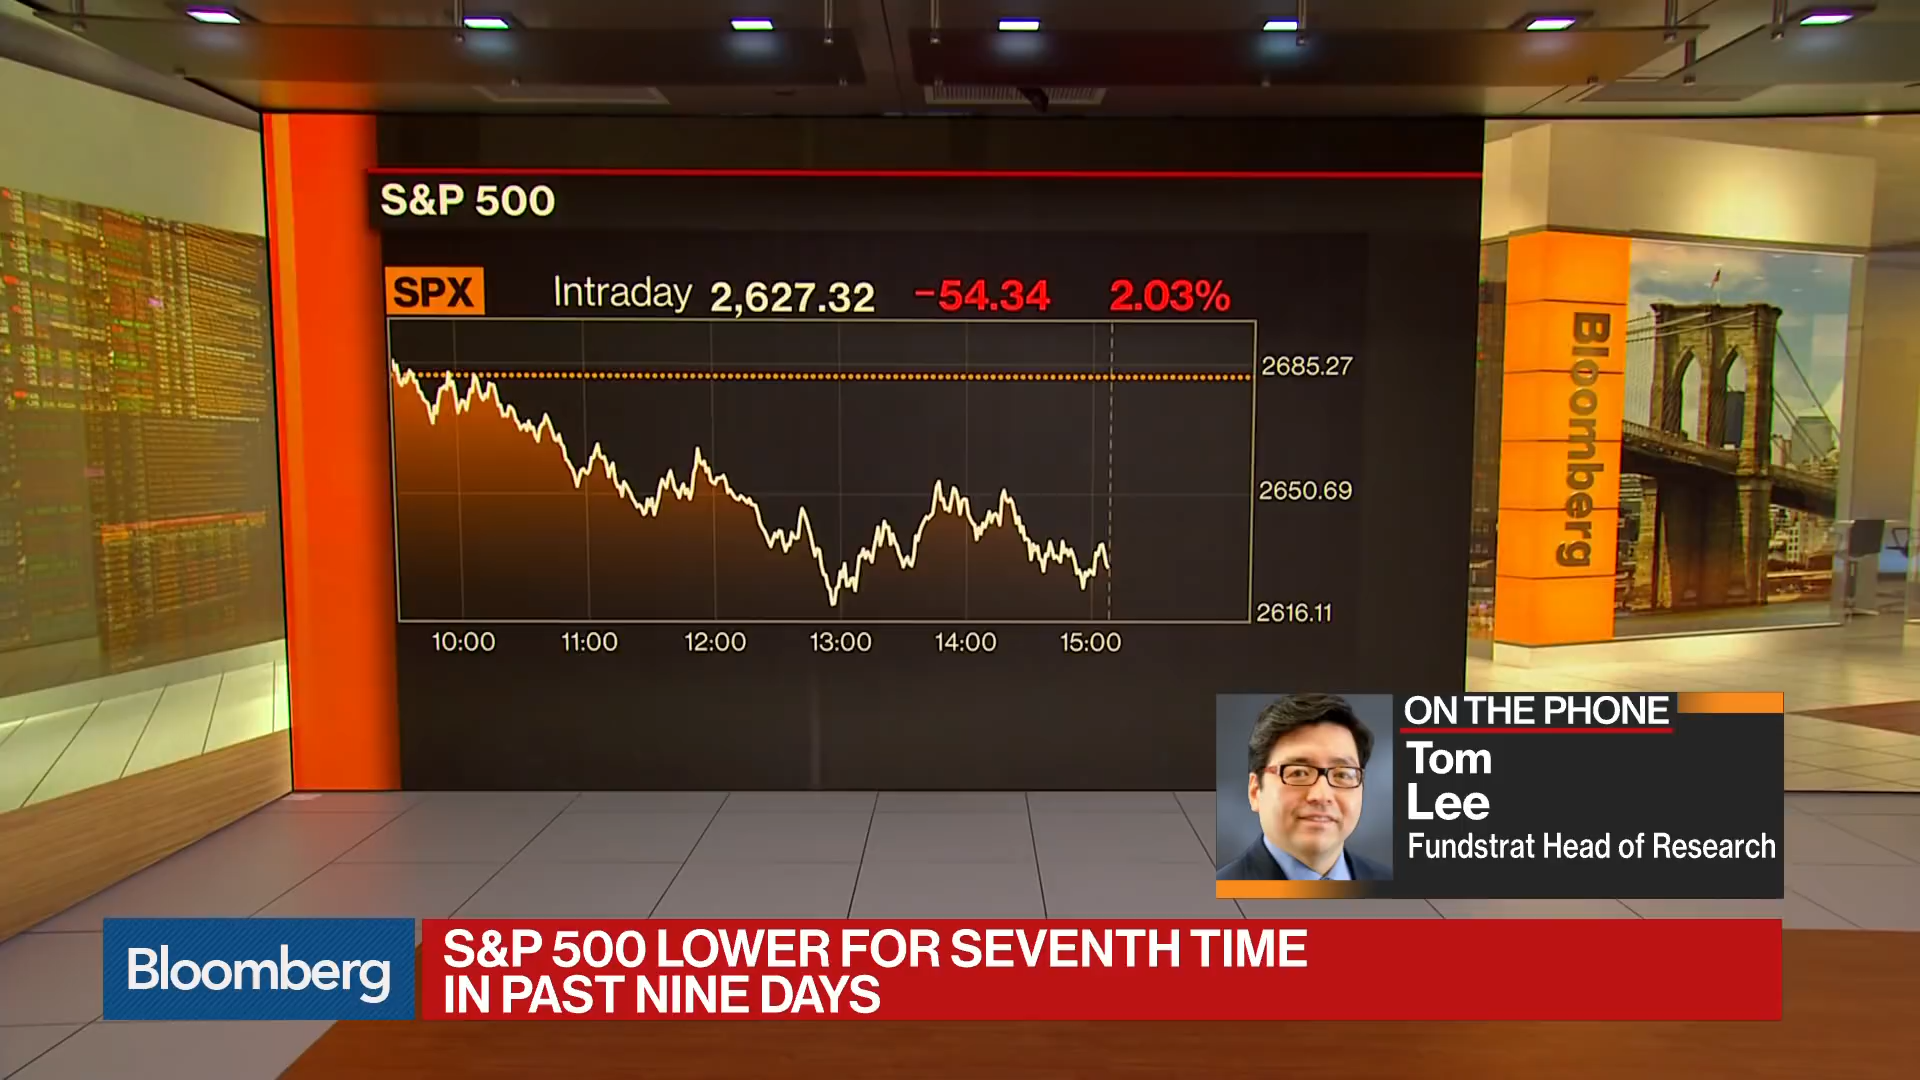 S&P 500
SPX Intraday 2,627.32 -54.34 2.03%
2685.27
2650.69
2616.11
10:00 11:00 12:00 13:00 14:00 15:00
Bloomberg
ON THE PHONE
Tom
Lee
Fundstrat Head of Research
Bloomberg
S&P 500 LOWER FOR SEVENTH TIME
IN PAST NINE DAYS